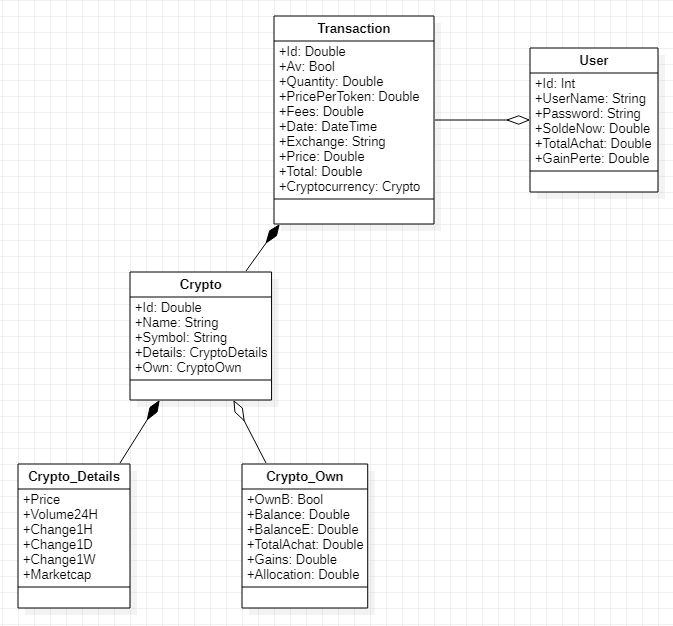 Transaction
+Id: Double
+Av: Bool
+Quantity: Double
+PricePerToken: Double
+Fees: Double
+Date: DateTime
+Exchange: String
+Price: Double
+Total: Double
+Cryptocurrency: Crypto
User
+Id: Int
+UserName: String
+Password: String
+SoldeNow: Double
+TotalAchat: Double
+GainPerte: Double
Crypto
+Id: Double
+Name: String
+Symbol: String
+Details: CryptoDetails
+Own: CryptoOwn
Crypto_Details
+Price
+Volume24H
+Change1H
+Change1D
+Change1W
+Marketcap
Crypto_Own
+OwnB: Bool
+Balance: Double
+BalanceE: Double
+TotalAchat: Double
+Gains: Double
+Allocation: Double